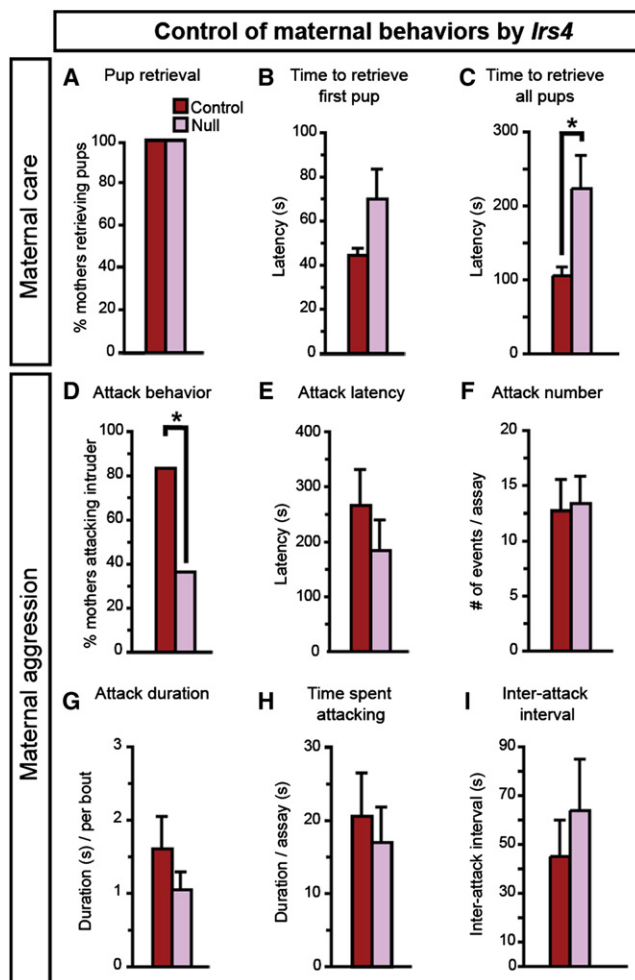 Control of maternal behaviors by Irs4
Maternal care
A Pup retrieval
Control
Null
% mothers retrieving pups
100
80
60
40
20
0
B Time to retrieve
first pup
Latency (s)
100
80
60
40
20
0
C Time to retrieve
all pups
*
Latency (s)
300
200
100
0
Maternal aggression
D Attack behavior
*
% mothers attacking intruder
100
80
60
40
20
0
E Attack latency
Latency (s)
400
300
200
100
0
F Attack number
# of events / assay
20
15
10
5
0
G Attack duration
Duration (s) / per bout
3
2
1
0
H Time spent
attacking
Duration / assay (s)
30
20
10
0
I Inter-attack
interval
Inter-attack interval (s)
90
75
60
45
30
15
0